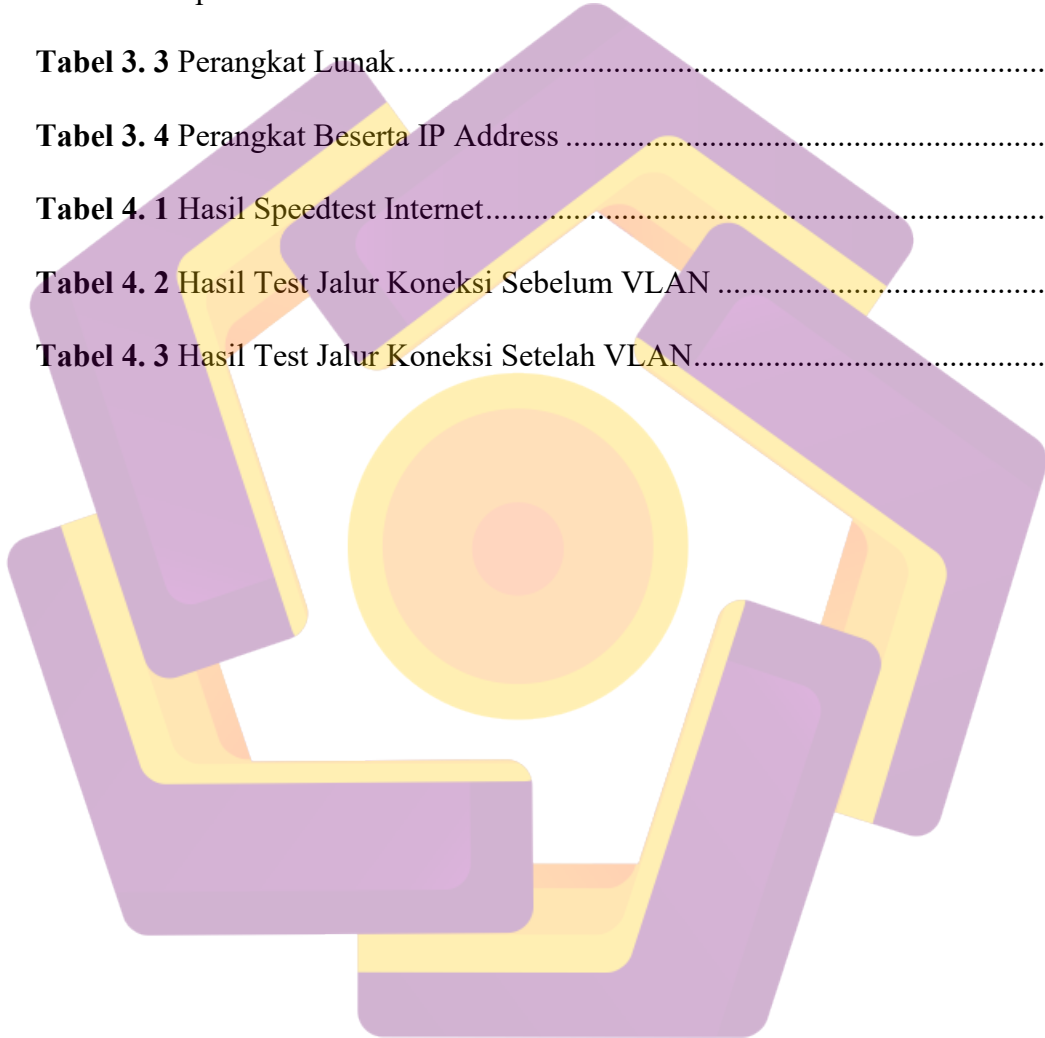 Tabel 3. 3 Perangkat Lunak......................................................................................
Tabel 3. 4 Perangkat Beserta IP Address ................................................................
Tabel 4. 1 Hasil Speedtest Internet...........................................................................
Tabel 4. 2 Hasil Test Jalur Koneksi Sebelum VLAN .............................................
Tabel 4. 3 Hasil Test Jalur Koneksi Setelah VLAN................................................